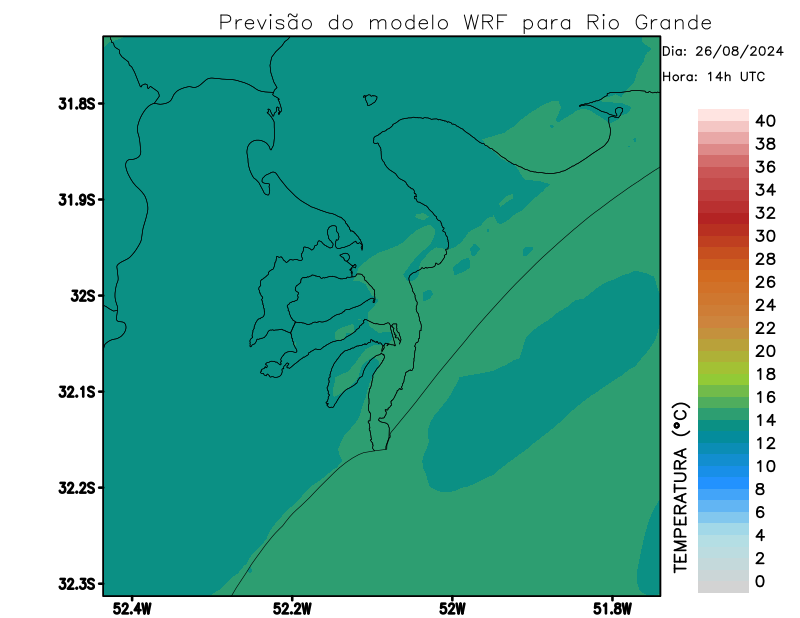 Previsão do modelo WRF para Rio Grande
Dia: 26/08/2024
Hora: 14h UTC
31.8S
31.9S
32S
32.1S
32.2S
32.3S
52.4W
52.2W
52W
51.8W
TEMPERATURA (°C)
40
38
36
34
32
30
28
26
24
22
20
18
16
14
12
10
8
6
4
2
0